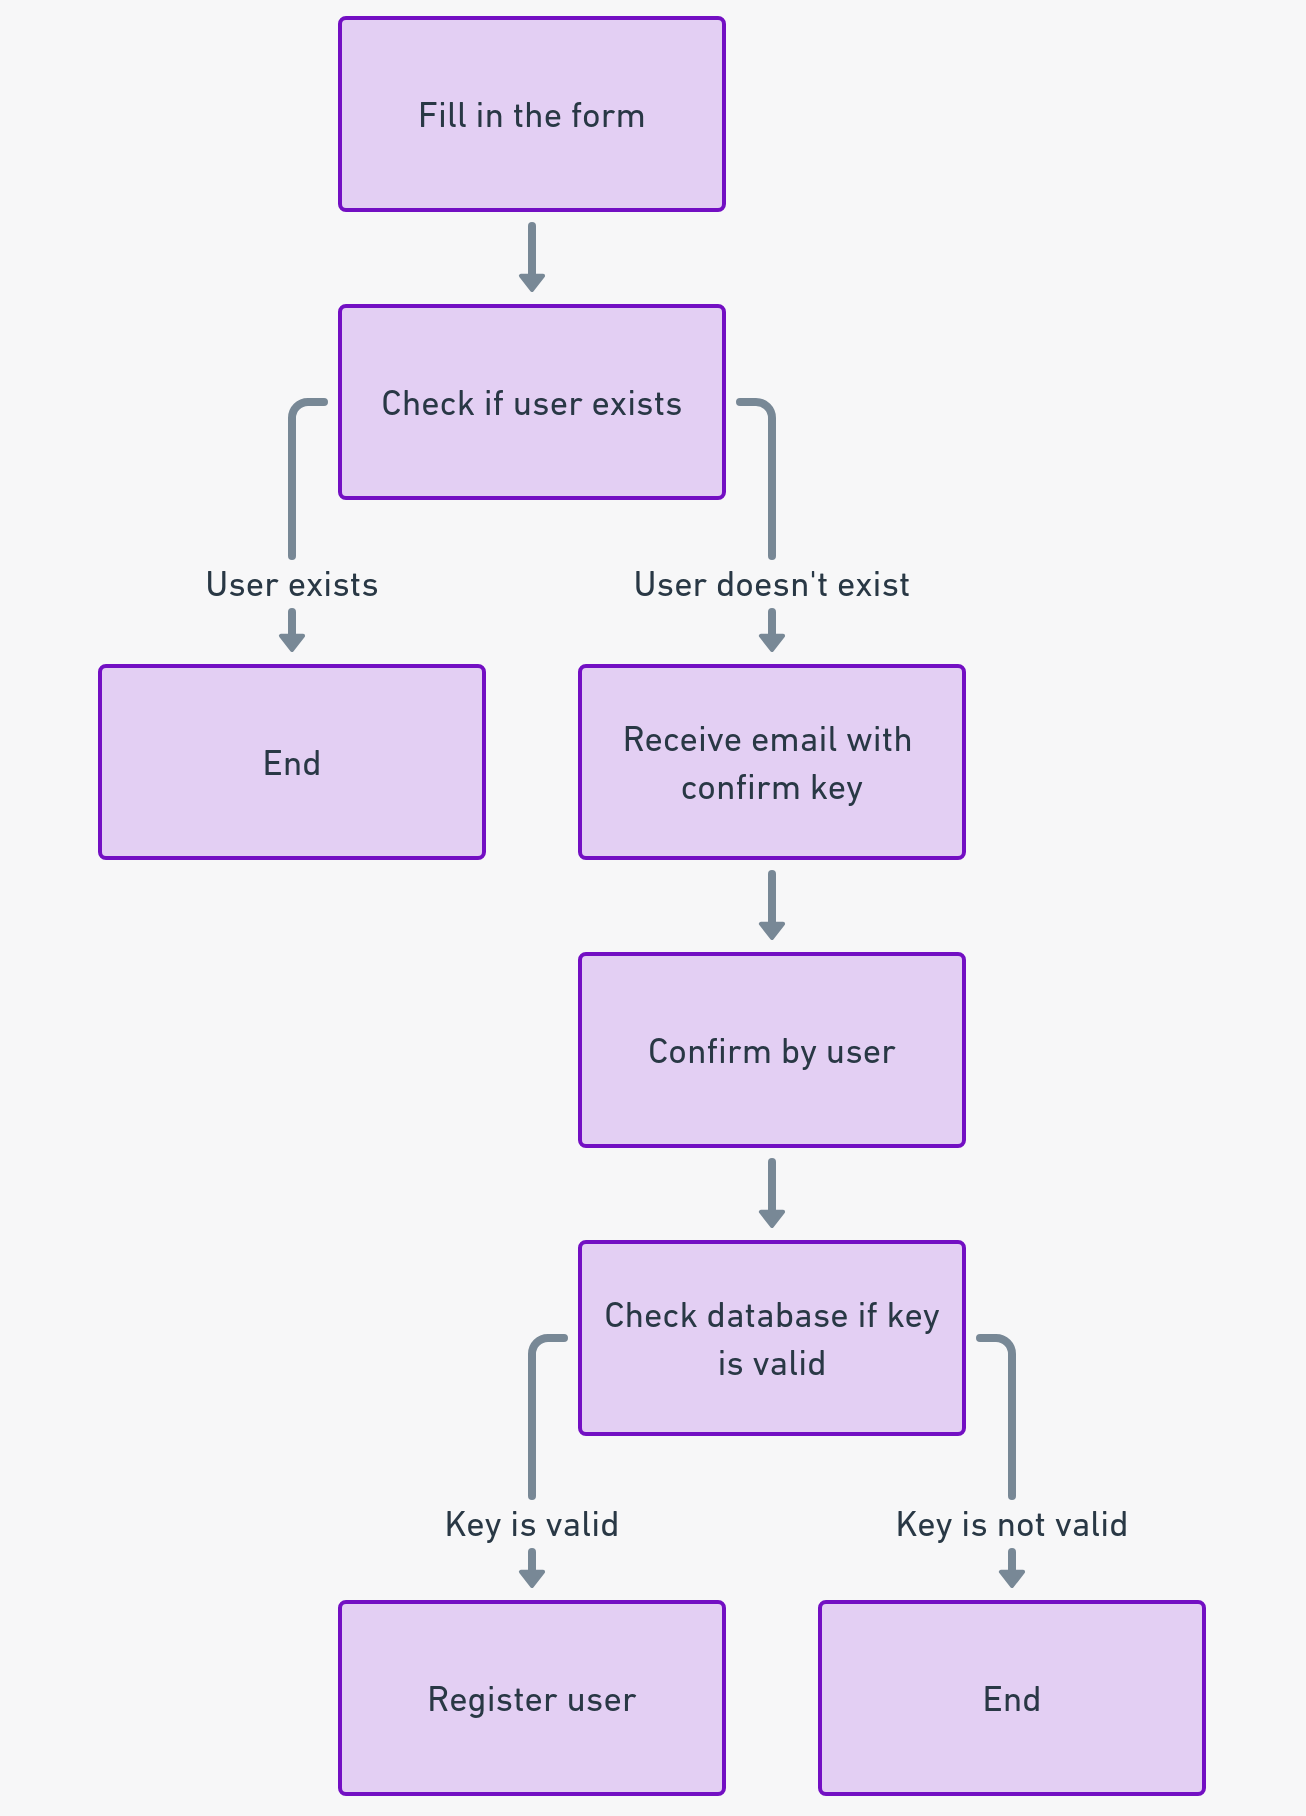 Fill in the form
Check if user exists
User exists
User doesn't exist
End
Receive email with
confirm key
Confirm by user
Check database if key
is valid
Key is valid
Key is not valid
Register user
End